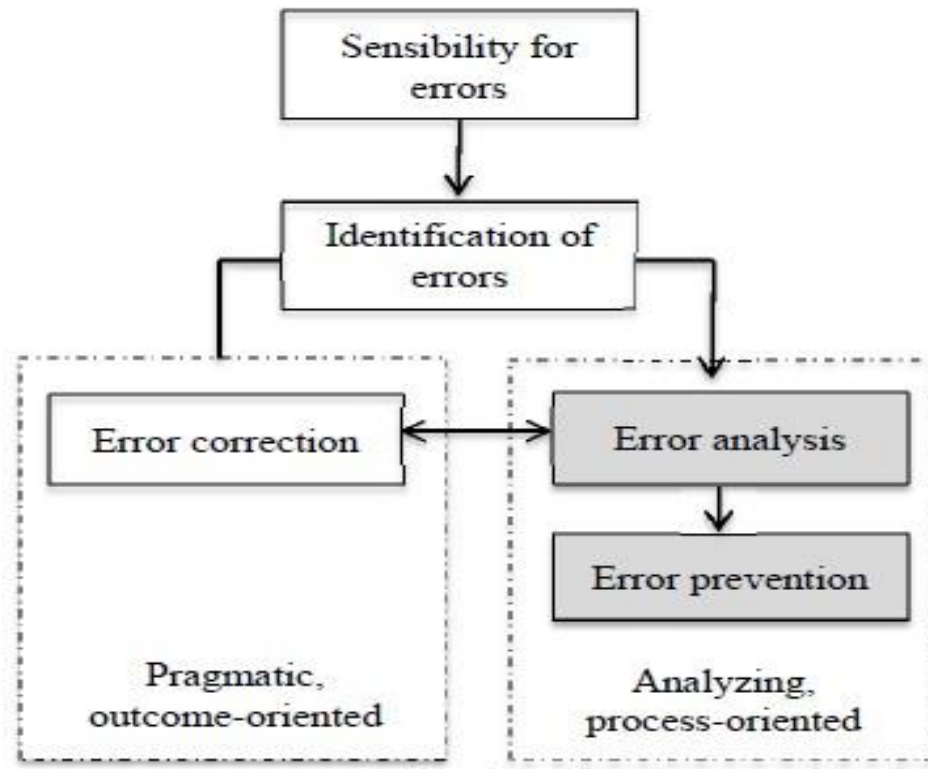 Sensibility for
errors
Identification of
errors
Error correction
Pragmatic,
outcome-oriented
Error analysis
Error prevention
Analyzing,
process-oriented